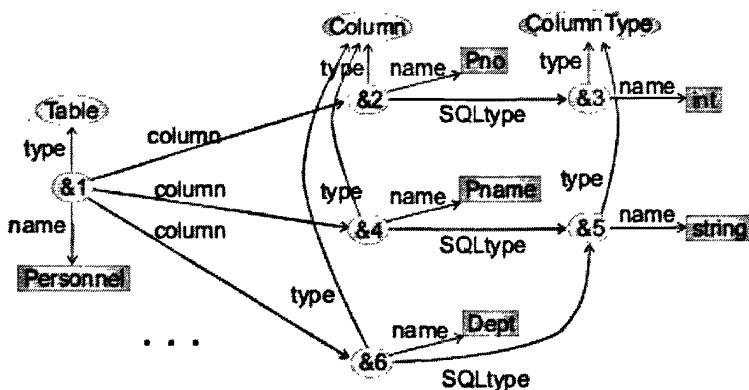 Column
ColumnType
type
name
Pno
type
name
Table
&2
&3
int
column
SQLtype
type
&1
column
type
name
Pname
type
name
name
column
&4
&5
string
SQLtype
Personnel
type
name
Dept
. . .
&6
SQLtype